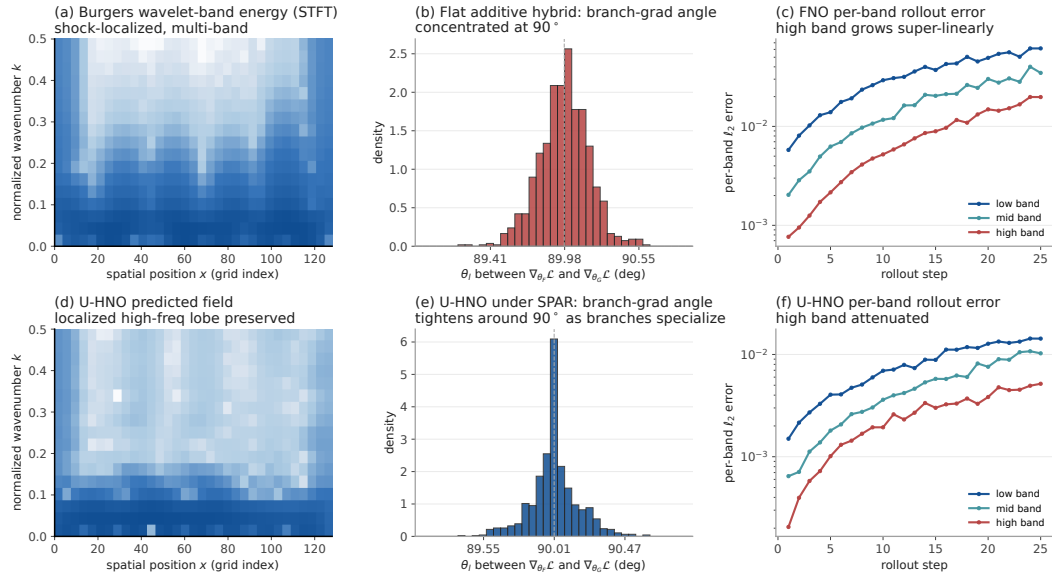 (a) Burgers wavelet-band energy (STFT)
shock-localized, multi-band
0.5
0.4
0.3
0.2
0.1
0.0
normalized wavenumber k
0 20 40 60 80 100 120
spatial position x (grid index)
(b) Flat additive hybrid: branch-grad angle
concentrated at 90°
2.5
2.0
1.5
1.0
0.5
0.0
density
89.41 89.98 90.55
θ_l between ∇_{θ_F}ℒ and ∇_{θ_G}ℒ (deg)
(c) FNO per-band rollout error
high band grows super-linearly
10⁻²
10⁻³
per-band ℓ₂ error
low band
mid band
high band
0 5 10 15 20 25
rollout step
(d) U-HNO predicted field
localized high-freq lobe preserved
0.5
0.4
0.3
0.2
0.1
0.0
normalized wavenumber k
0 20 40 60 80 100 120
spatial position x (grid index)
(e) U-HNO under SPAR: branch-grad angle
tightens around 90° as branches specialize
6
5
4
3
2
1
0
density
89.55 90.01 90.47
θ_l between ∇_{θ_F}ℒ and ∇_{θ_G}ℒ (deg)
(f) U-HNO per-band rollout error
high band attenuated
10⁻²
10⁻³
per-band ℓ₂ error
low band
mid band
high band
0 5 10 15 20 25
rollout step